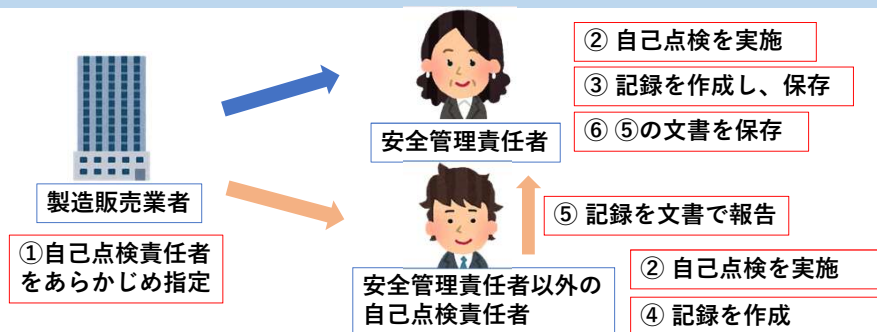 ② 自己点検を実施
③ 記録を作成し、保存
⑥ ⑤の文書を保存
安全管理責任者
製造販売業者
①自己点検責任者
をあらかじめ指定
⑤ 記録を文書で報告
安全管理責任者以外の
自己点検責任者
② 自己点検を実施
④ 記録を作成